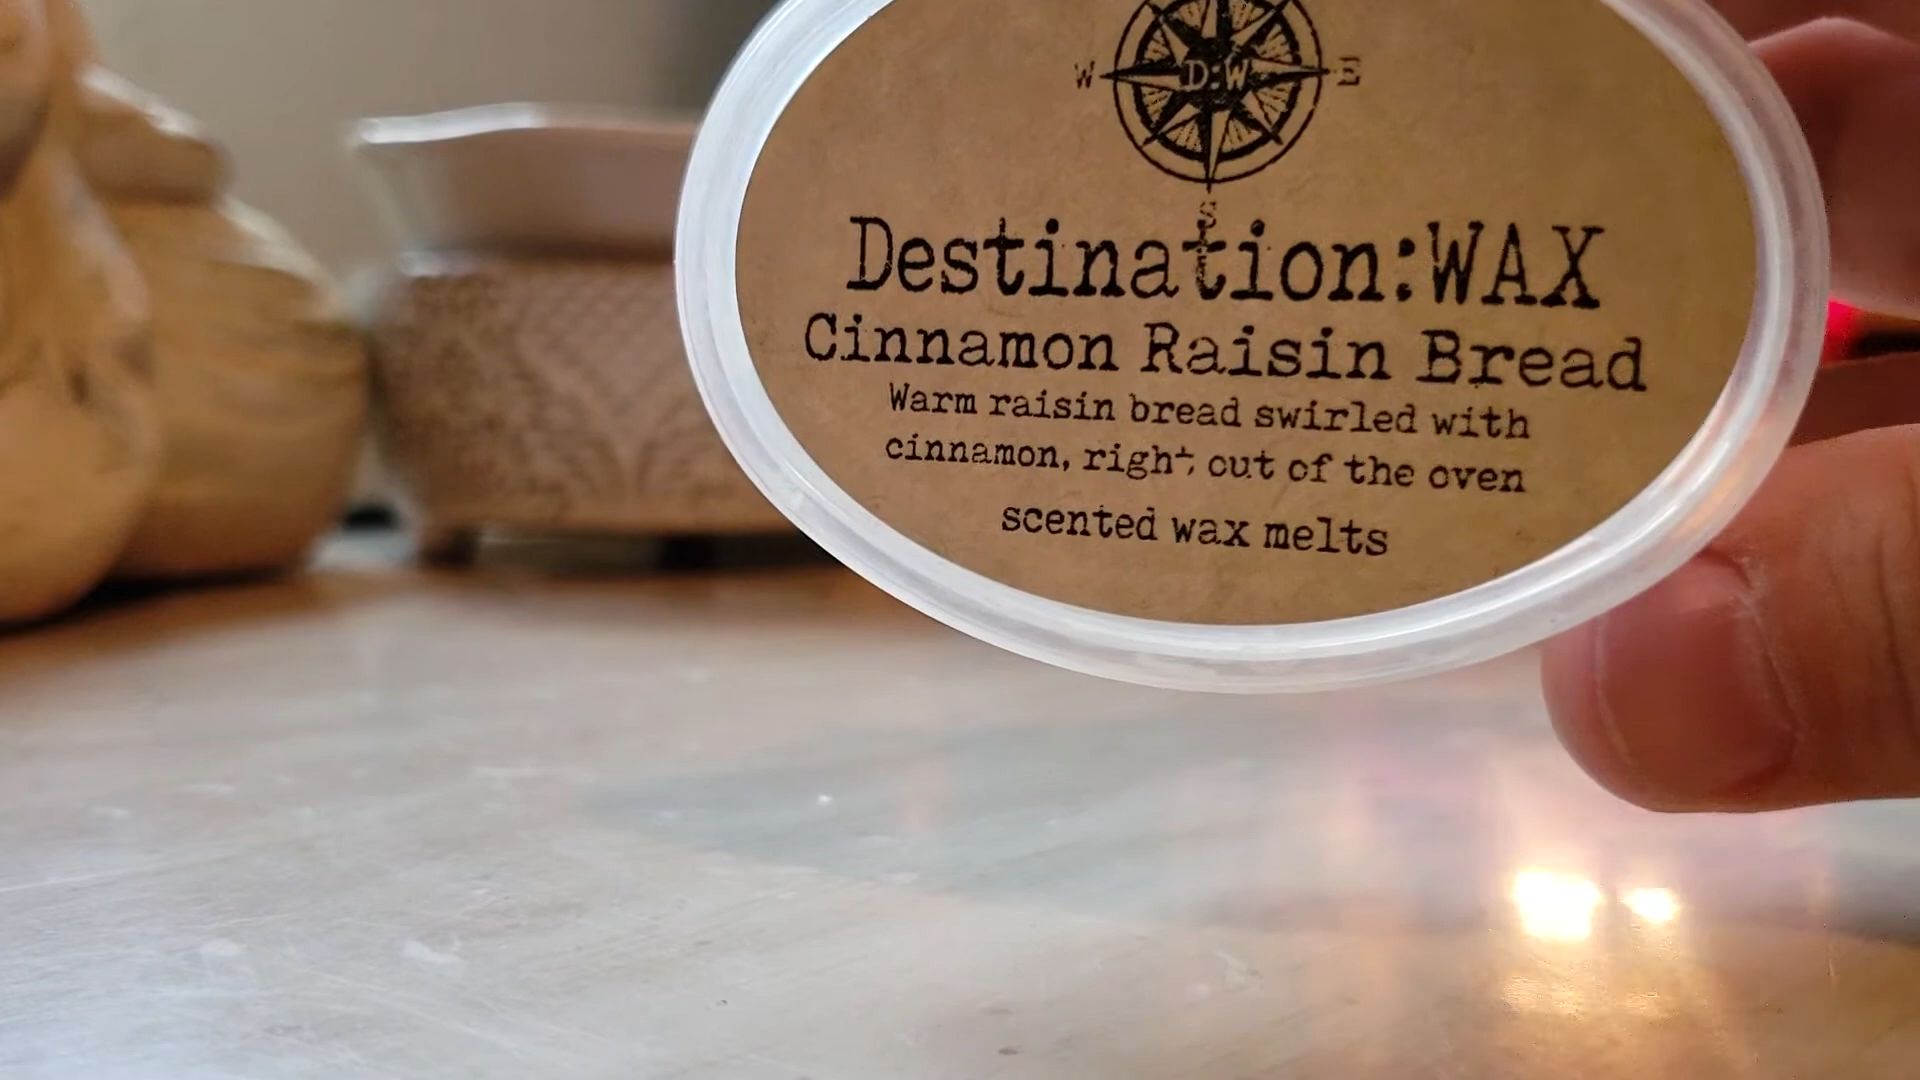 W D:W E
S
Destination:WAX
Cinnamon Raisin Bread
Warm raisin bread swirled with
cinnamon, right out of the oven
scented wax melts